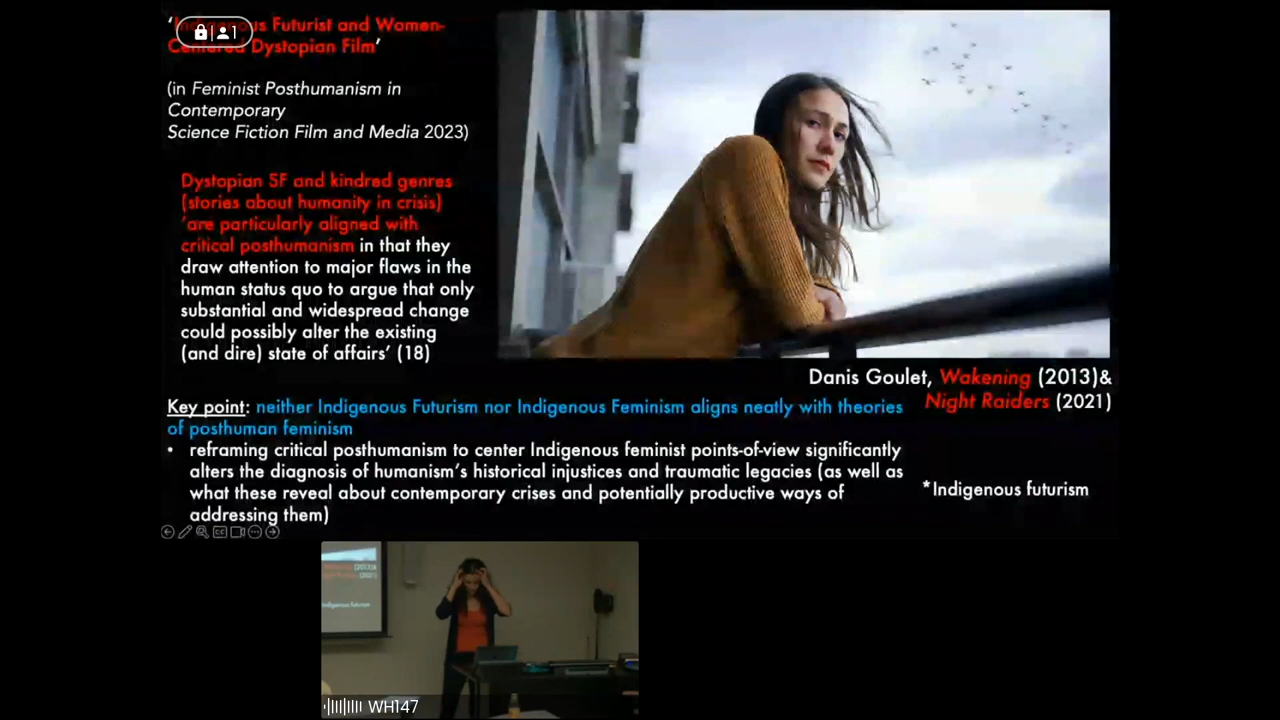 'Indigenous Futurist and Women-
Centered Dystopian Film'
1
(in Feminist Posthumanism in
Contemporary
Science Fiction Film and Media 2023)
Dystopian SF and kindred genres
(stories about humanity in crisis)
'are particularly aligned with
critical posthumanism in that they
draw attention to major flaws in the
human status quo to argue that only
substantial and widespread change
could possibly alter the existing
(and dire) state of affairs' (18)
Danis Goulet, Wakening (2013)&
Night Raiders (2021)
Key point: neither Indigenous Futurism nor Indigenous Feminism aligns neatly with theories
of posthuman feminism
• reframing critical posthumanism to center Indigenous feminist points-of-view significantly
alters the diagnosis of humanism's historical injustices and traumatic legacies (as well as
what these reveal about contemporary crises and potentially productive ways of
addressing them)
*Indigenous futurism
WH147